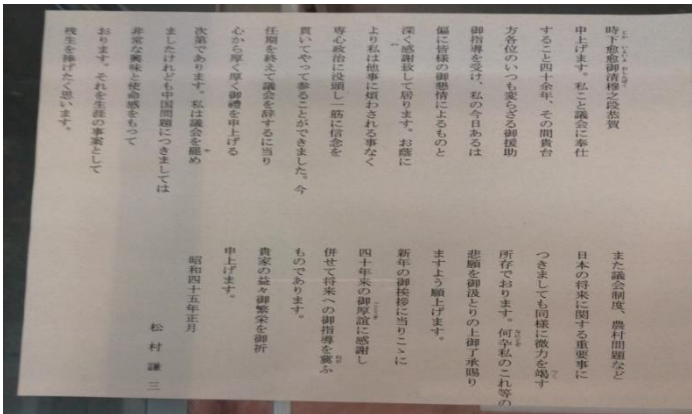 時下愈愈御清穆之段恭賀
申上げます。私こと議会に奉仕
すること四十余年、その間貴台
方各位のいつも変らざる御援助
御指導を受け、私の今日あるは
偏に皆様の御懇情によるものと
深く感謝致して居ります。お蔭に
より私は他事に煩わされる事なく
専心政治に没頭し一筋に信念を
貫いてやって参ることができました。今
任期を終えて議会を辞するに当り
心から厚く厚く御禮を申上げる
次第であります。私は議会を罷め
ましたけれども中国問題につきましては
非常な興味と使命感をもって
おります。それを生涯の事案として
残生を捧げたく思います。
また議会制度、農村問題など
日本の将来に関する重要事に
つきましても同様に微力を竭す
所存であります。何卒私のこれ等の
悲願を御汲とりの上御了承賜り
ますよう願上げます。
新年の御挨拶に当りこゝに
四十年来の御厚誼に感謝し
併せて将来への御指導を冀ふ
ものであります。
貴家の益々御繁栄を御祈
申上げます。
昭和四十五年正月
松村謙三